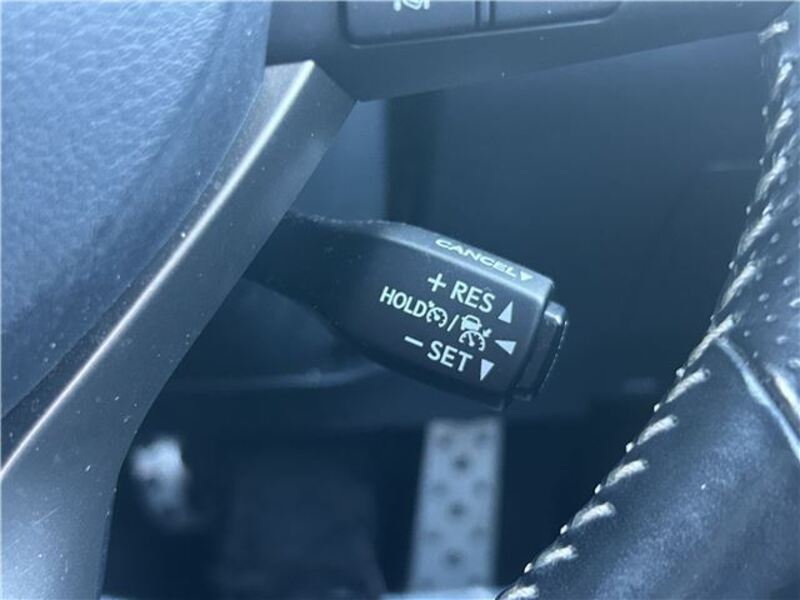 CANCEL▼
+ RES ▲
HOLD / ◀
− SET ▼